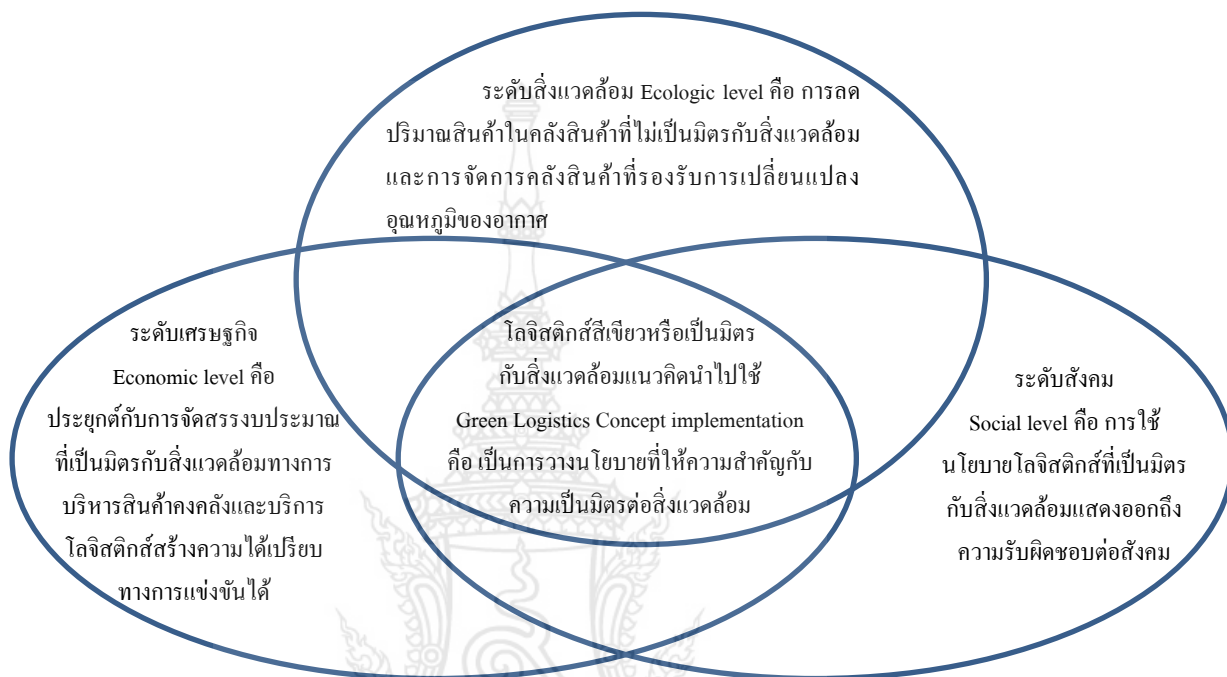 ระดับสิ่งแวดล้อม Ecologic level คือ การลด
ปริมาณสินค้าในคลังสินค้าที่ไม่เป็นมิตรกับสิ่งแวดล้อม
และการจัดการคลังสินค้าที่รองรับการเปลี่ยนแปลง
อุณหภูมิของอากาศ
ระดับเศรษฐกิจ
Economic level คือ
ประยุกต์กับการจัดสรรงบประมาณ
ที่เป็นมิตรกับสิ่งแวดล้อมทางการ
บริหารสินค้าคงคลังและบริการ
โลจิสติกส์สร้างความได้เปรียบ
ทางการแข่งขันได้
โลจิสติกส์สีเขียวหรือเป็นมิตร
กับสิ่งแวดล้อมแนวคิดนำไปใช้
Green Logistics Concept implementation
คือ เป็นการวางนโยบายที่ให้ความสำคัญกับ
ความเป็นมิตรต่อสิ่งแวดล้อม
ระดับสังคม
Social level คือ การใช้
นโยบายโลจิสติกส์ที่เป็นมิตร
กับสิ่งแวดล้อมแสดงออกถึง
ความรับผิดชอบต่อสังคม